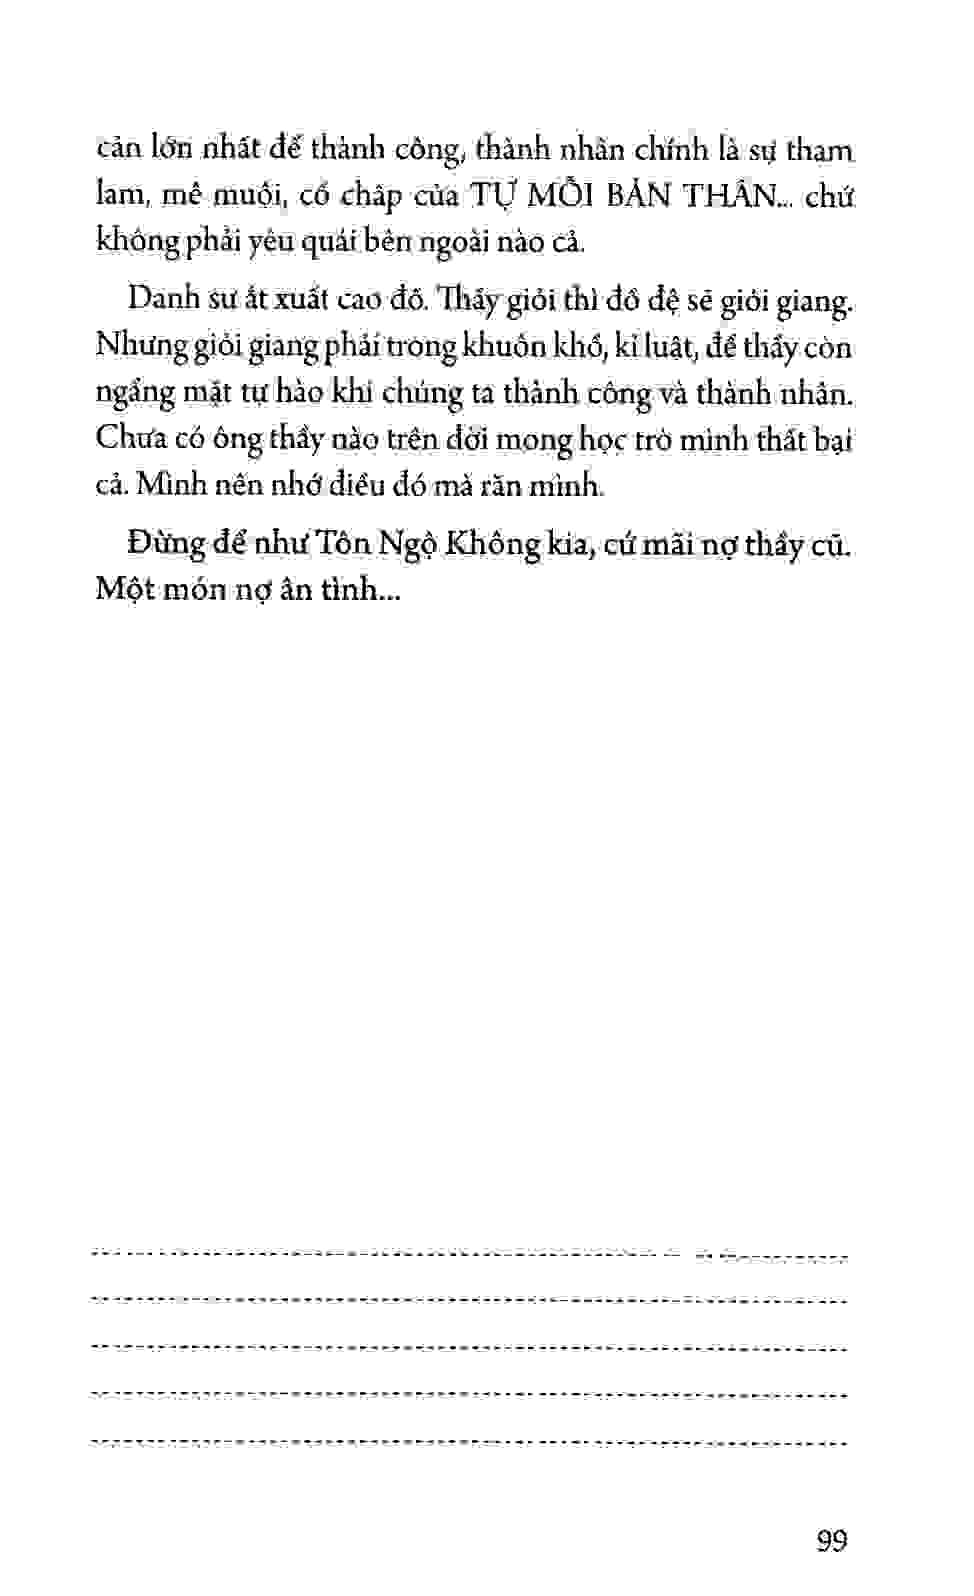 cản lớn nhất để thành công, thành nhân chính là sự tham
lam, mê muội, cố chấp của TỰ MỖI BẢN THÂN... chứ
không phải yêu quái bên ngoài nào cả.
Danh sư ắt xuất cao đồ. Thầy giỏi thì đồ đệ sẽ giỏi giang.
Nhưng giỏi giang phải trong khuôn khổ, kỉ luật, để thầy còn
ngẩng mặt tự hào khi chúng ta thành công và thành nhân.
Chưa có ông thầy nào trên đời mong học trò mình thất bại
cả. Mình nên nhớ điều đó mà răn mình.
Đừng để như Tôn Ngộ Không kia, cứ mãi nợ thầy cũ.
Một món nợ ân tình...
99